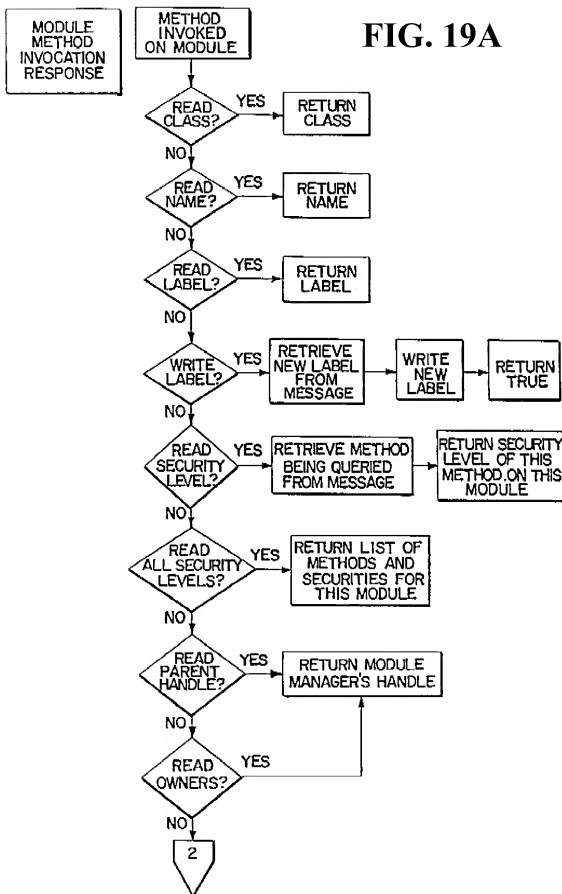 MODULE
METHOD
INVOCATION
RESPONSE
METHOD
INVOKED
ON MODULE
FIG. 19A
READ
CLASS?
YES
RETURN
CLASS
NO
READ
NAME?
YES
RETURN
NAME
NO
READ
LABEL?
YES
RETURN
LABEL
NO
WRITE
LABEL?
YES
RETRIEVE
NEW LABEL
FROM
MESSAGE
WRITE
NEW
LABEL
RETURN
TRUE
NO
READ
SECURITY
LEVEL?
YES
RETRIEVE METHOD
BEING QUERIED
FROM MESSAGE
RETURN SECURITY
LEVEL OF THIS
METHOD.ON THIS
MODULE
NO
READ
ALL SECURITY
LEVELS?
YES
RETURN LIST OF
METHODS AND
SECURITIES FOR
THIS MODULE
NO
READ
PARENT
HANDLE?
YES
RETURN MODULE
MANAGER'S HANDLE
NO
READ
OWNERS?
YES
NO
2